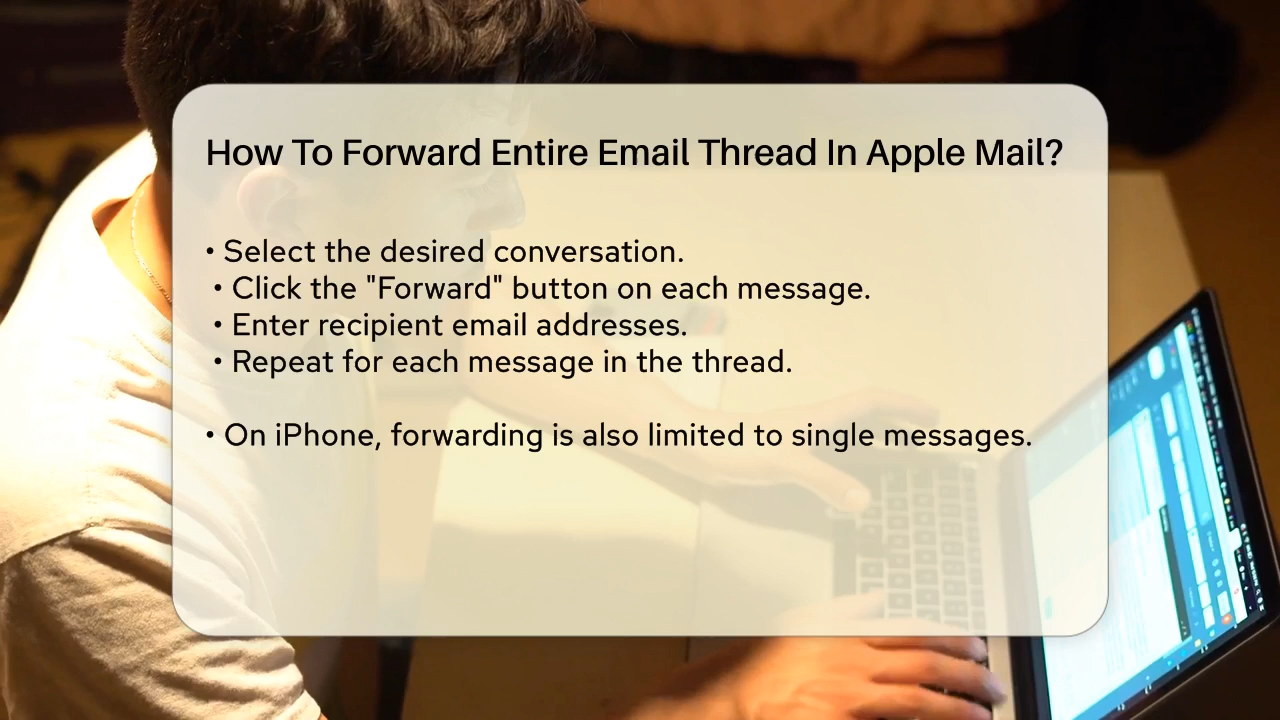 How To Forward Entire Email Thread In Apple Mail?
• Select the desired conversation.
• Click the "Forward" button on each message.
• Enter recipient email addresses.
• Repeat for each message in the thread.
• On iPhone, forwarding is also limited to single messages.